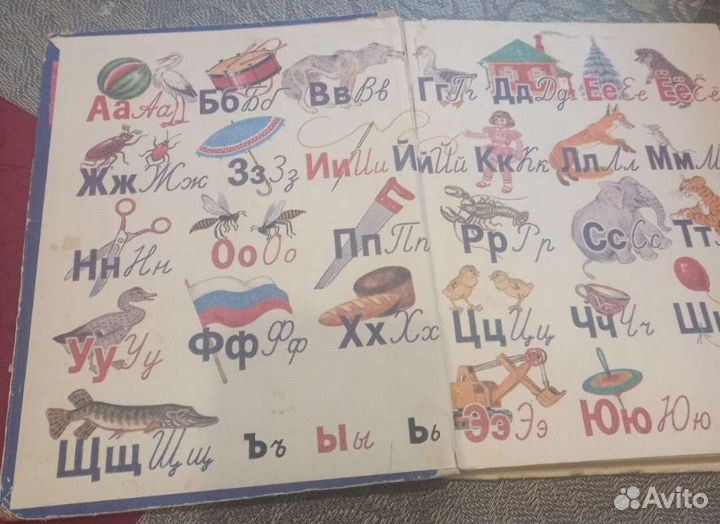 Аа Аа Бб Бб Вв Вв Гг Гг Дд Дд Ее Ее Ёё Ёё
Жж Жж Зз Зз Ии Ии Йй Йй Кк Кк Лл Лл Мм М
Нн Нн Оо Оо Пп Пп Рр Рр Сс Сс Тт
Уу Уу Фф Фф Хх Хх Цц Цц Чч Чч Ш
Щщ Щщ Ъъ Ыы Ьь Ээ Ээ Юю Юю
Avito